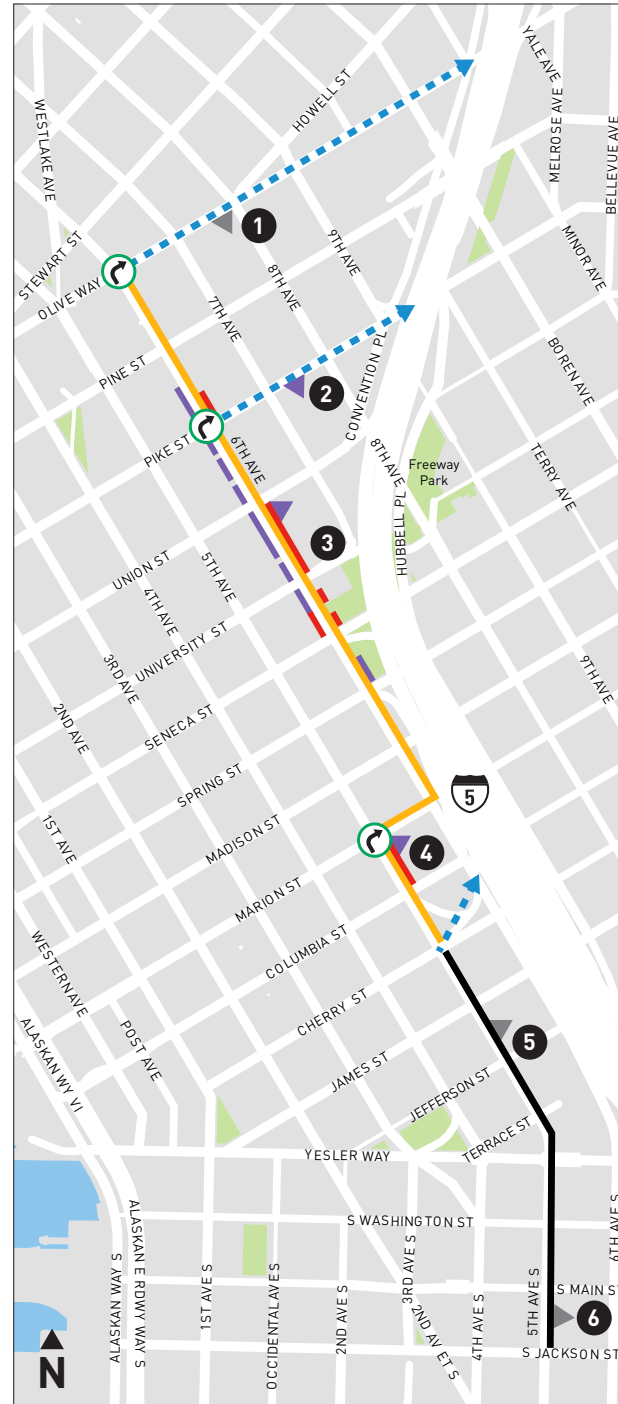 YALE AVE
HOWELL ST
MELROSE AVE
WESTLAKE AVE
BELLEVUE AVE
1
9TH AVE
STEWART ST
MINOR AVE
8TH AVE
OLIVE WAY
7TH AVE
PINE ST
CONVENTION PL
BOREN AVE
2
PIKE ST
6TH AVE
8TH AVE
TERRY AVE
Freeway
Park
HUBBELL PL
3
UNION ST
5TH AVE
4TH AVE
UNIVERSITY ST
3RD AVE
9TH AVE
SENECA ST
2ND AVE
SPRING ST
5
1ST AVE
MADISON ST
4
MARION ST
COLUMBIA ST
WESTERN AVE
CHERRY ST
POST AVE
5
ALASKAN WY VI
JAMES ST
JEFFERSON ST
TERRACE ST
YESLER WAY
S WASHINGTON ST
6TH AVE S
ALASKAN WAY S
ALASKAN E RDWY WAY S
1ST AVE S
OCCIDENTAL AVE S
2ND AVE S
3RD AVE S
2ND AV ET S
4TH AVE S
5TH AVE S
S MAIN ST
6
S JACKSON ST
N